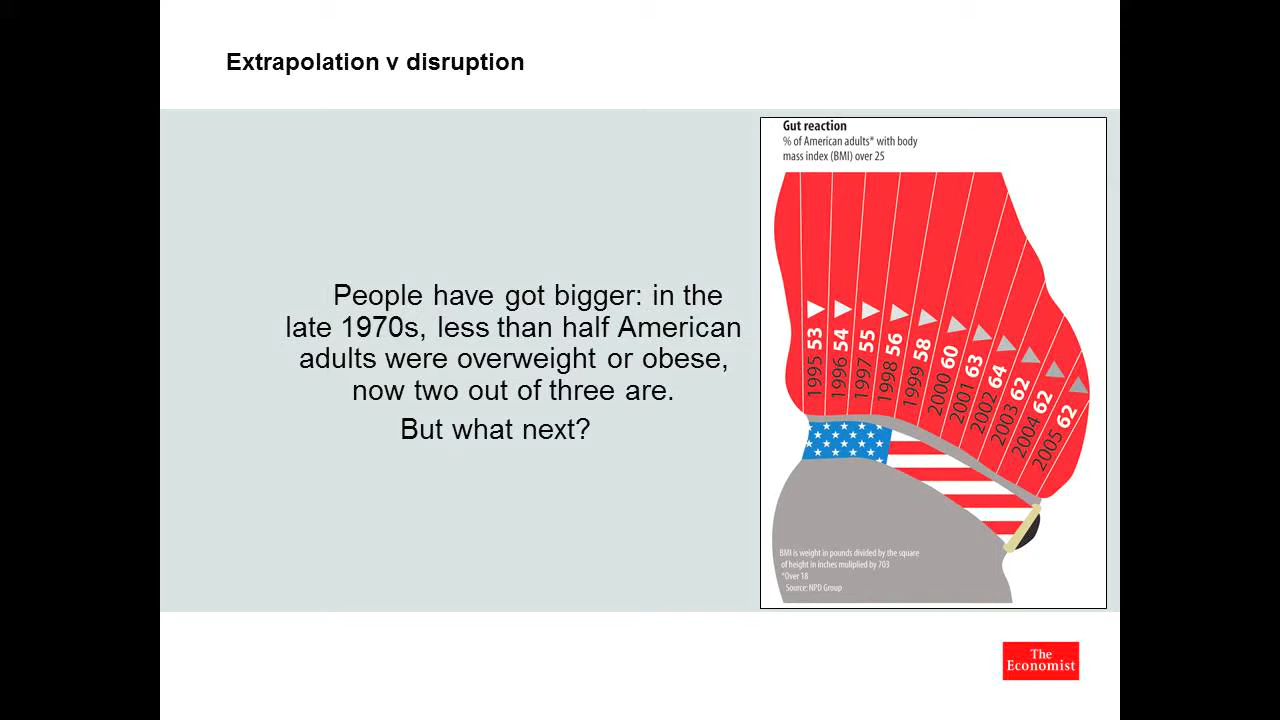 Extrapolation v disruption
People have got bigger: in the
late 1970s, less than half American
adults were overweight or obese,
now two out of three are.
But what next?
Gut reaction
% of American adults* with body
mass index (BMI) over 25
1995 53
1996 54
1997 55
1998 56
1999 58
2000 60
2001 63
2002 64
2003 62
2004 62
2005 62
BMI is weight in pounds divided by the square
of height in inches muliplied by 703
*Over 18
Source: NPD Group
The
Economist